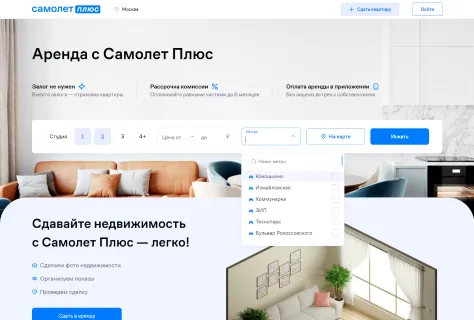 самолет плюс
Москва
+ Сдать квартиру
Войти
Аренда с Самолет Плюс
Залог не нужен
Вместо залога — страховка квартиры
Рассрочка комиссии
Оплачивайте равными частями до 6 месяцев
Оплата аренды в приложении
Без лишних встреч с собственником
Студия
1
2
3
4+
Цена от
–
до
₽
Метро
На карте
Искать
Поиск метро
Кокошкино
Измайловская
Коммунарка
ЗИЛ
Технопарк
Бульвар Рокоссовского
Сдавайте недвижимость
с Самолет Плюс — легко!
Сделаем фото недвижимости
Организуем показы
Проведем сделку
Сдать в аренду